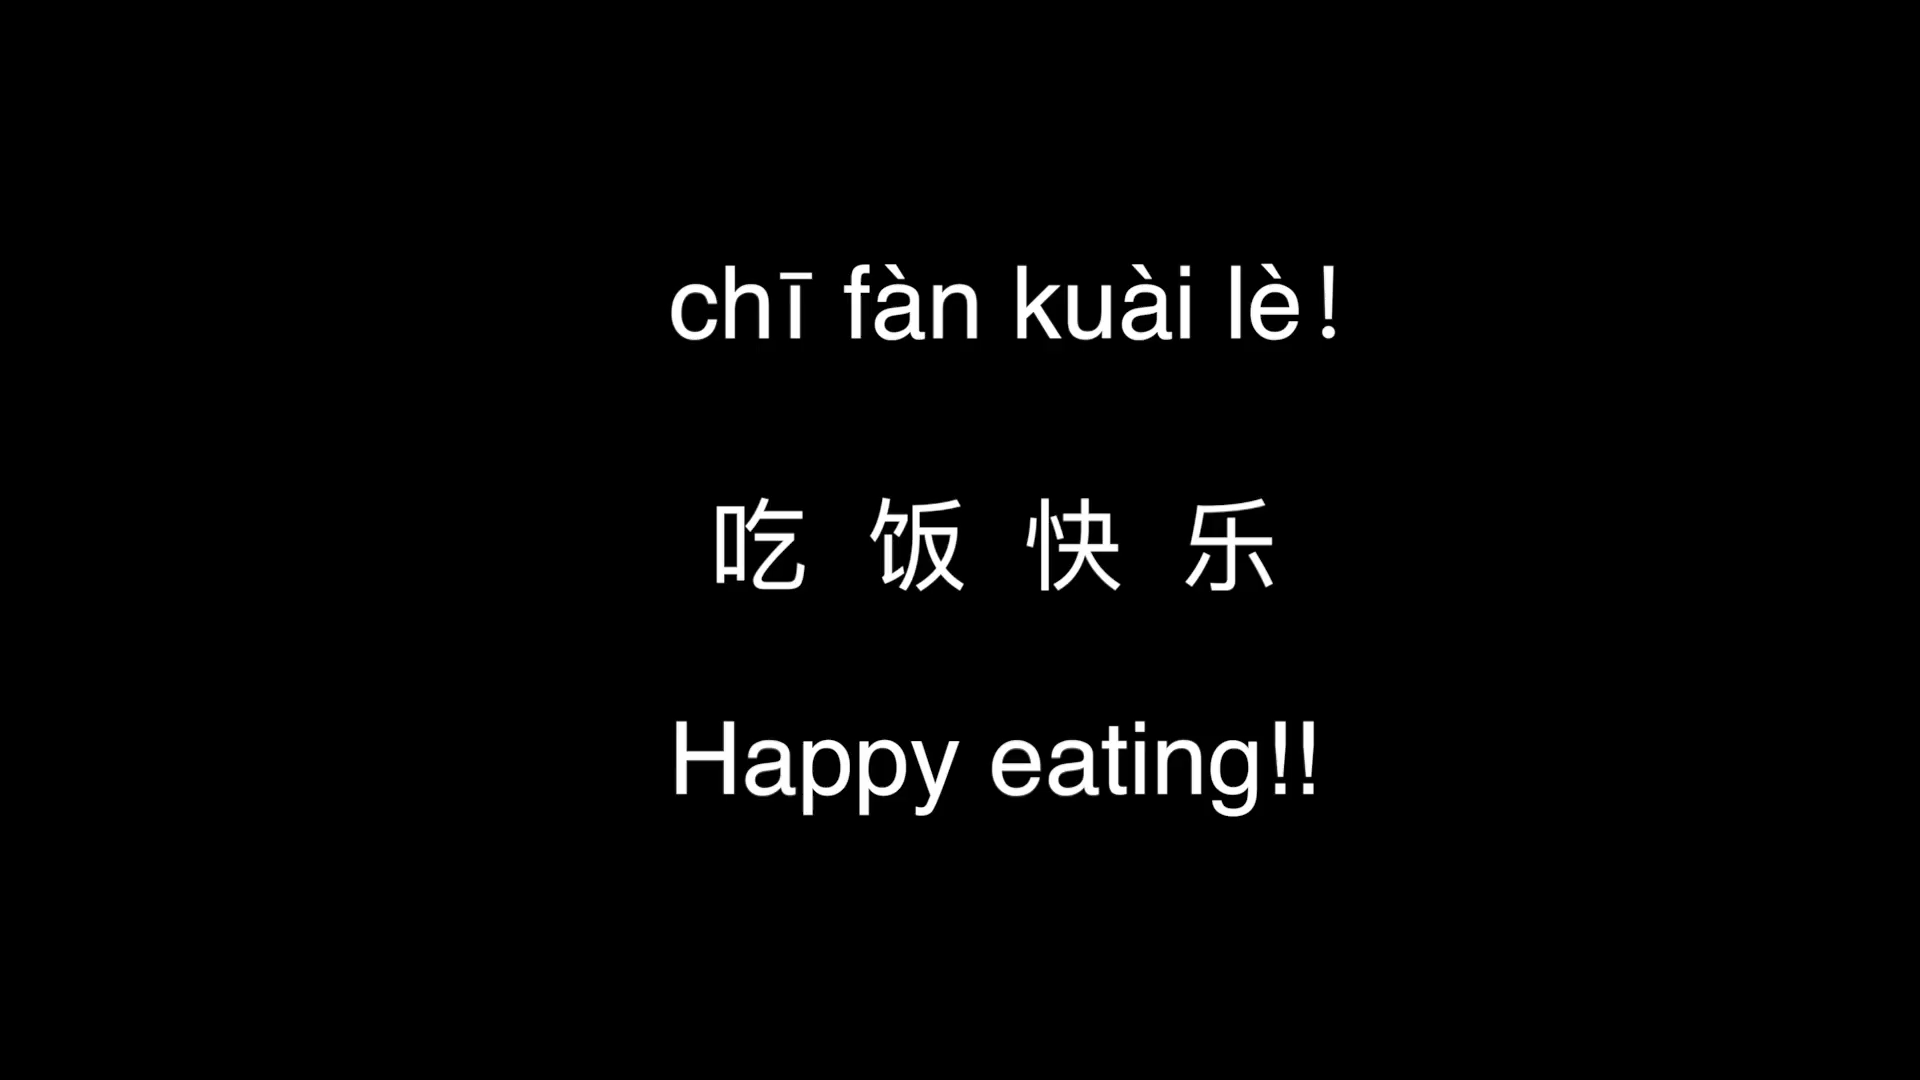 chī fàn kuài lè!
吃 饭 快 乐
Happy eating!!